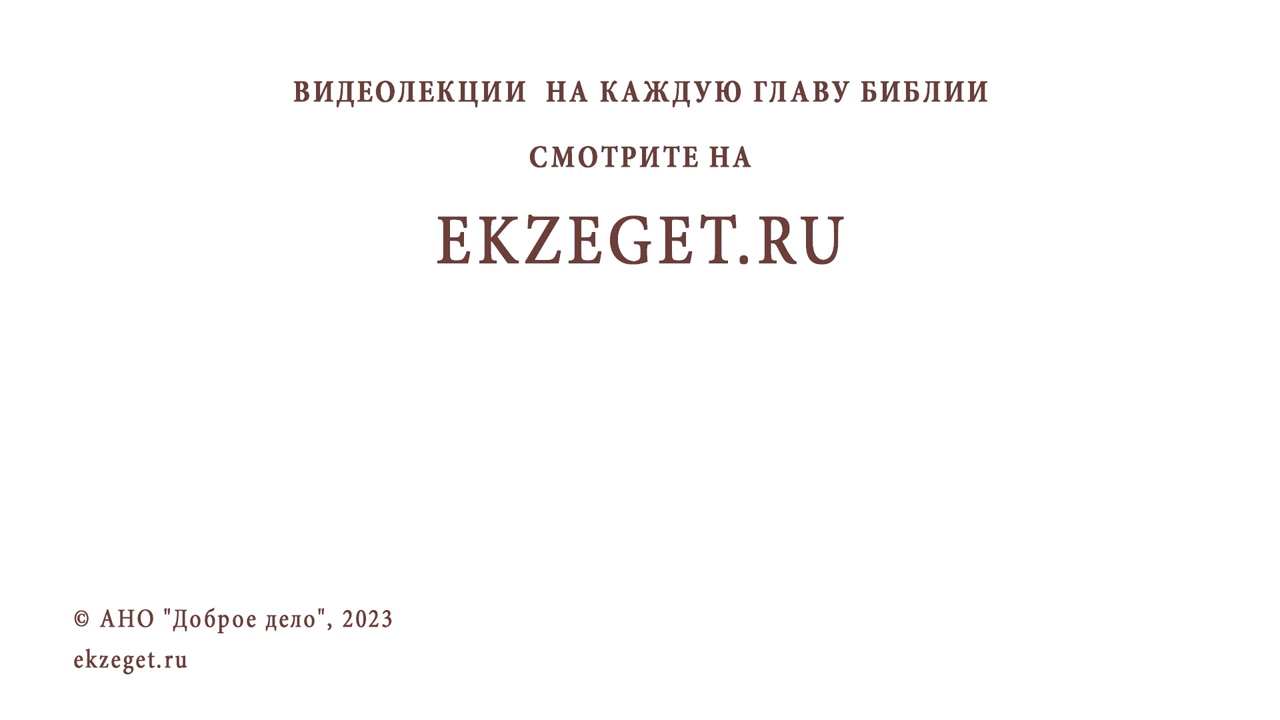 ВИДЕОЛЕКЦИИ НА КАЖДУЮ ГЛАВУ БИБЛИИ
СМОТРИТЕ НА
EKZEGET.RU
© АНО "Доброе дело", 2023
ekzeget.ru